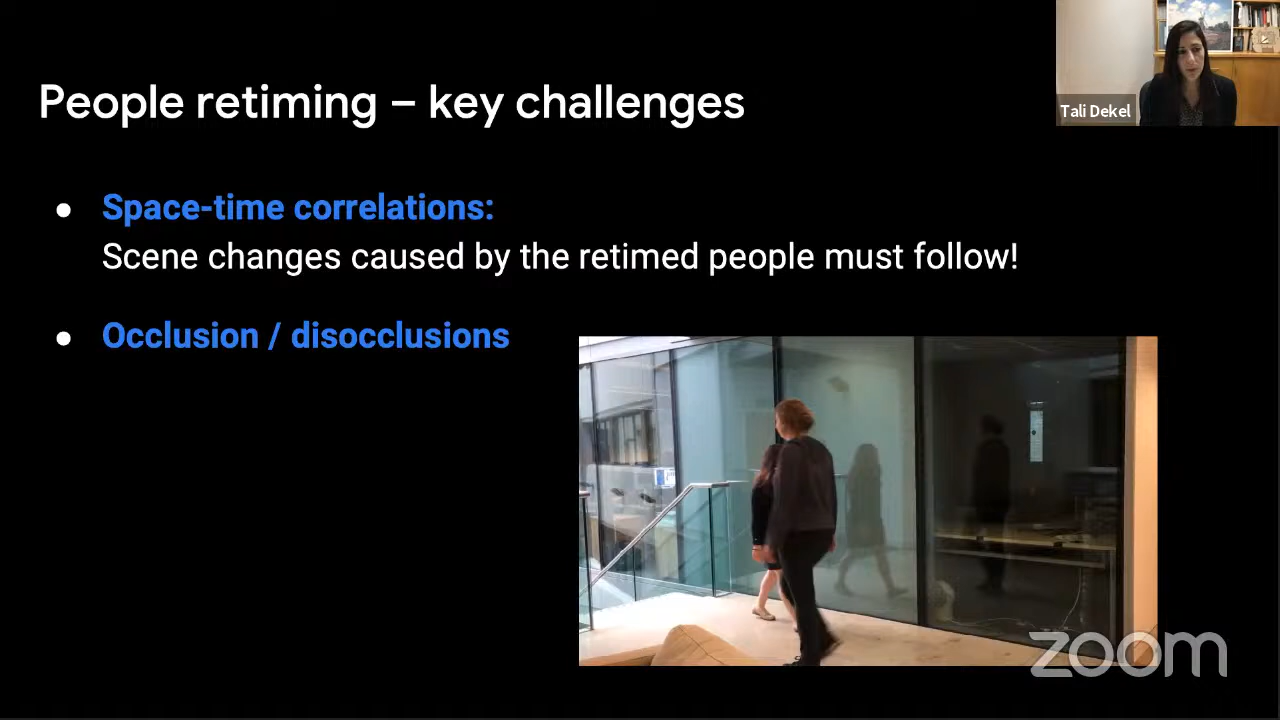 People retiming – key challenges
Tali Dekel
● Space-time correlations:
Scene changes caused by the retimed people must follow!
● Occlusion / disocclusions
zoom